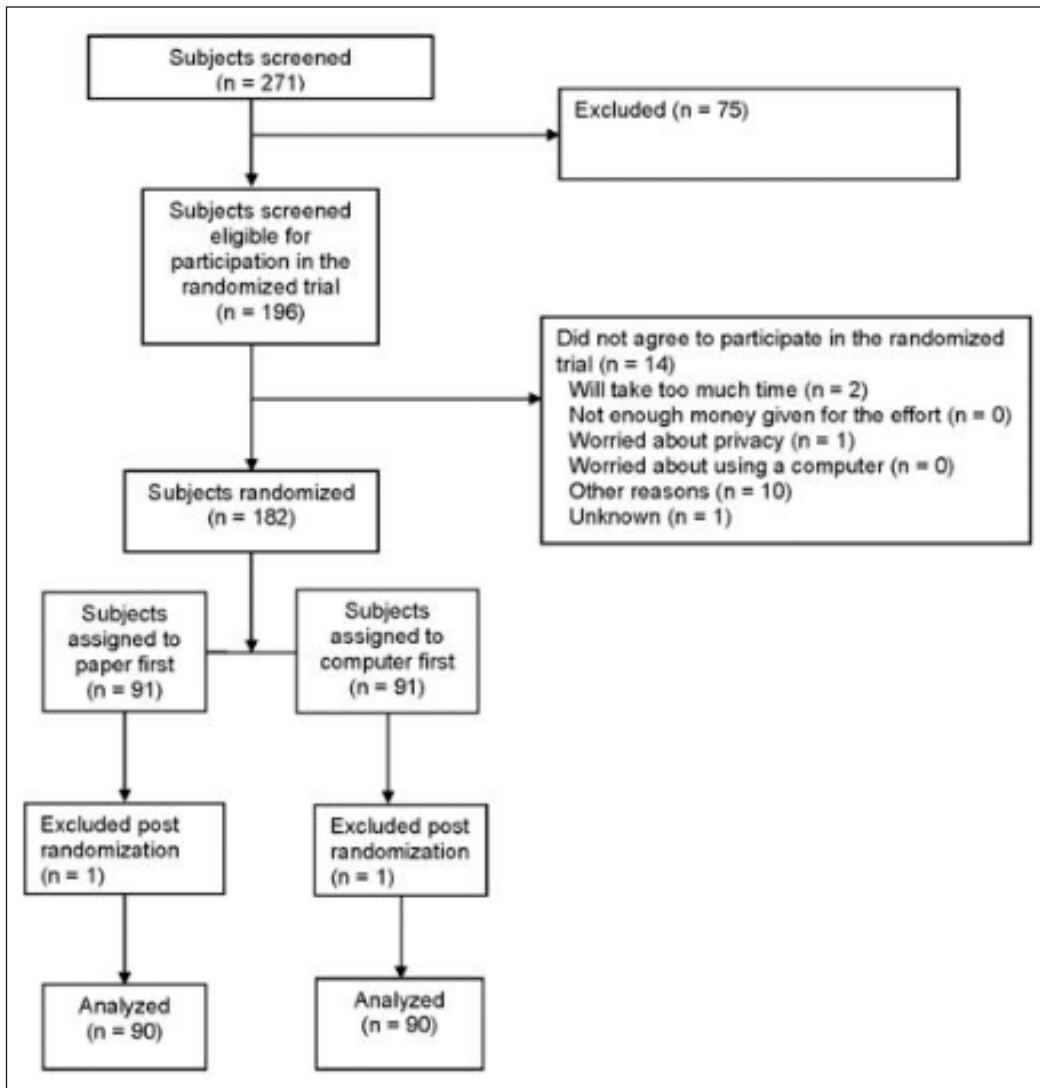 Subjects screened
(n = 271)
Excluded (n = 75)
Subjects screened
eligible for
participation in the
randomized trial
(n = 196)
Did not agree to participate in the randomized
trial (n = 14)
Will take too much time (n = 2)
Not enough money given for the effort (n = 0)
Worried about privacy (n = 1)
Worried about using a computer (n = 0)
Other reasons (n = 10)
Unknown (n = 1)
Subjects randomized
(n = 182)
Subjects
assigned to
paper first
(n = 91)
Subjects
assigned to
computer first
(n = 91)
Excluded post
randomization
(n = 1)
Excluded post
randomization
(n = 1)
Analyzed
(n = 90)
Analyzed
(n = 90)